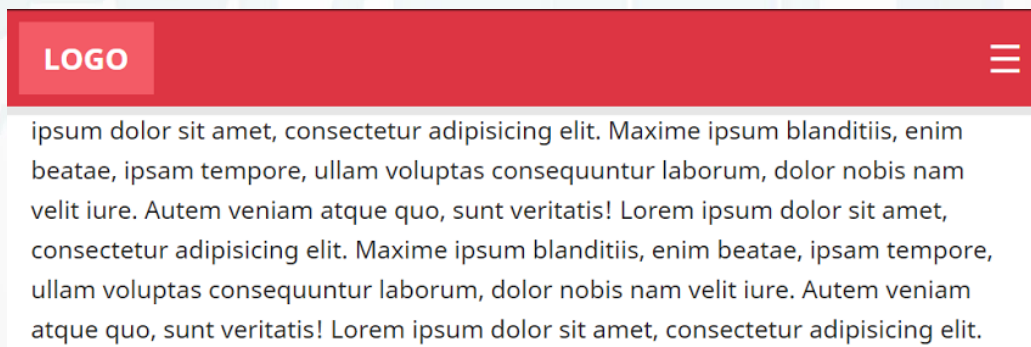 LOGO
ipsum dolor sit amet, consectetur adipisicing elit. Maxime ipsum blanditiis, enim
beatae, ipsam tempore, ullam voluptas consequuntur laborum, dolor nobis nam
velit iure. Autem veniam atque quo, sunt veritatis! Lorem ipsum dolor sit amet,
consectetur adipisicing elit. Maxime ipsum blanditiis, enim beatae, ipsam tempore,
ullam voluptas consequuntur laborum, dolor nobis nam velit iure. Autem veniam
atque quo, sunt veritatis! Lorem ipsum dolor sit amet, consectetur adipisicing elit.